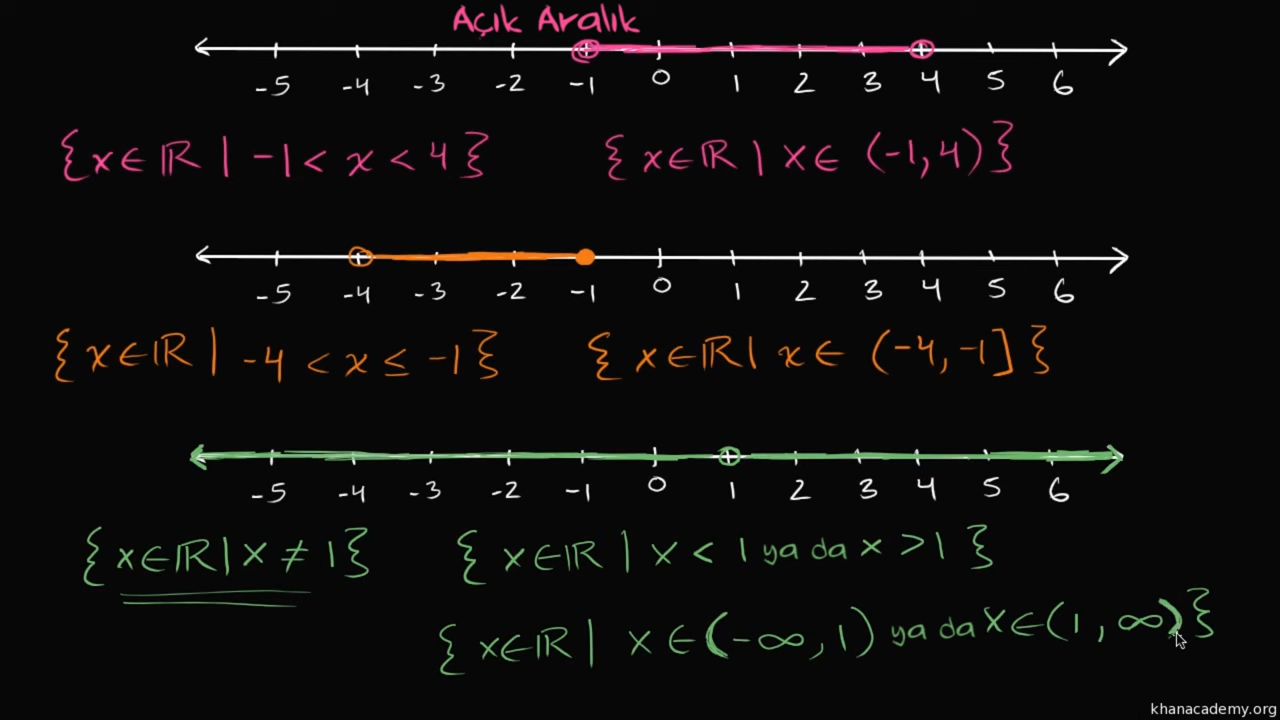 Açık Aralık
-5 -4 -3 -2 -1 0 1 2 3 4 5 6
{x∈ℝ | -1 < x < 4} {x∈ℝ | x∈ (-1, 4)}
-5 -4 -3 -2 -1 0 1 2 3 4 5 6
{x∈ℝ | -4 < x ≤ -1} {x∈ℝ | x∈ (-4, -1]}
-5 -4 -3 -2 -1 0 1 2 3 4 5 6
{x∈ℝ | x ≠ 1} {x∈ℝ | x < 1 ya da x > 1}
{x∈ℝ | x∈(-∞, 1) ya da x∈(1, ∞)}
khanacademy.org